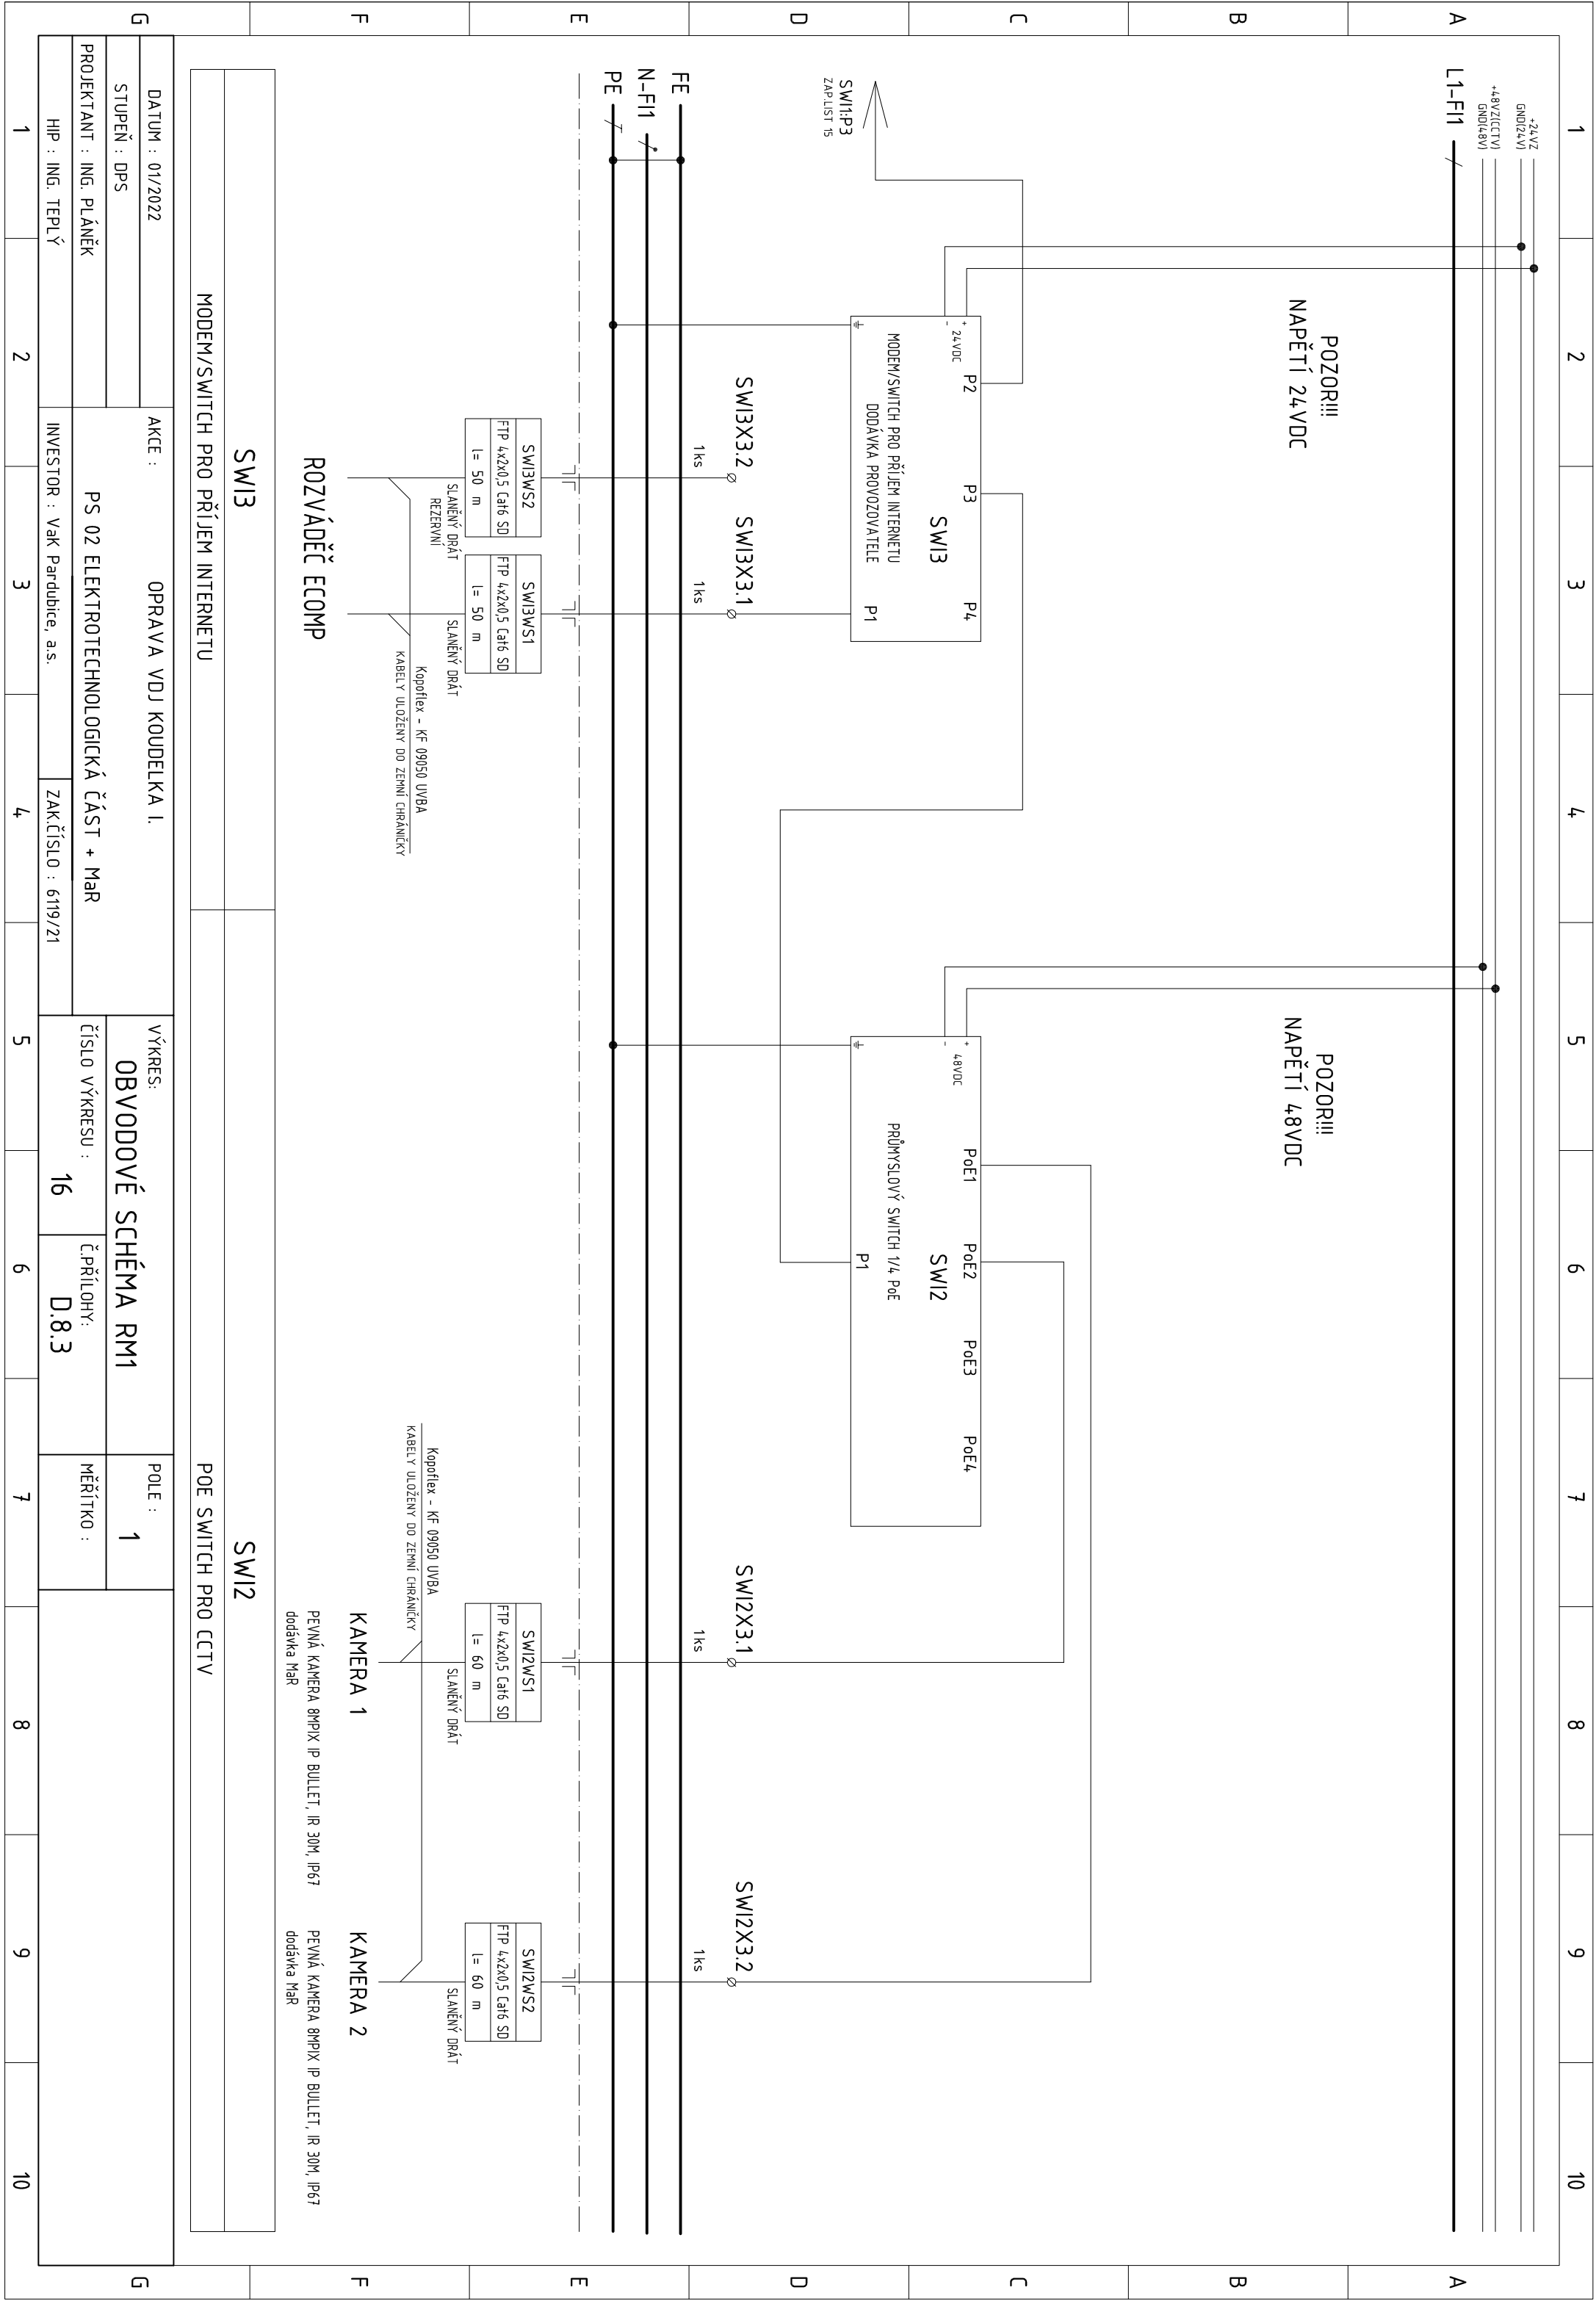 1 2 3 4 5 6 7 8 9 10
A
B
C
D
E
F
G
A
B
C
D
E
F
G
+24VZ
GND(24V)
+48VZ(CCTV)
GND(48V)
L1-FI1
POZOR!!!
NAPĚTÍ 24VDC
POZOR!!!
NAPĚTÍ 48VDC
P2 P3 P4
+
24VDC
-
SWI3
MODEM/SWITCH PRO PŘÍJEM INTERNETU
DODÁVKA PROVOZOVATELE
P1
PoE1 PoE2 PoE3 PoE4
+
48VDC
-
SWI2
PRŮMYSLOVÝ SWITCH 1/4 PoE
P1
SWI1:P3
ZAP.LIST 15
SWI3X3.2
SWI3X3.1
SWI2X3.1
SWI2X3.2
1ks
1ks
1ks
1ks
FE
N-FI1
PE
SWI3WS2
FTP 4x2x0,5 Cat6 SD
l= 50 m
SLANĚNÝ DRÁT
REZERVNÍ
SWI3WS1
FTP 4x2x0,5 Cat6 SD
l= 50 m
SLANĚNÝ DRÁT
SWI2WS1
FTP 4x2x0,5 Cat6 SD
l= 60 m
SLANĚNÝ DRÁT
SWI2WS2
FTP 4x2x0,5 Cat6 SD
l= 60 m
SLANĚNÝ DRÁT
Kopoflex - KF 09050 UVBA
KABELY ULOŽENY DO ZEMNÍ CHRÁNIČKY
Kopoflex - KF 09050 UVBA
KABELY ULOŽENY DO ZEMNÍ CHRÁNIČKY
ROZVÁDĚČ ECOMP
KAMERA 1
PEVNÁ KAMERA 8MPIX IP BULLET, IR 30M, IP67
dodávka MaR
KAMERA 2
PEVNÁ KAMERA 8MPIX IP BULLET, IR 30M, IP67
dodávka MaR
SWI3
MODEM/SWITCH PRO PŘÍJEM INTERNETU
SWI2
POE SWITCH PRO CCTV
DATUM : 01/2022
STUPEŇ : DPS
PROJEKTANT : ING. PLÁNĚK
HIP : ING. TEPLÝ
AKCE :
OPRAVA VDJ KOUDELKA I.
PS 02 ELEKTROTECHNOLOGICKÁ ČÁST + MaR
INVESTOR : VaK Pardubice, a.s.
ZAK.ČÍSLO : 6119/21
VÝKRES:
OBVODOVÉ SCHÉMA RM1
ČÍSLO VÝKRESU :
16
Č.PŘÍLOHY:
D.8.3
POLE :
1
MĚŘÍTKO :
1 2 3 4 5 6 7 8 9 10